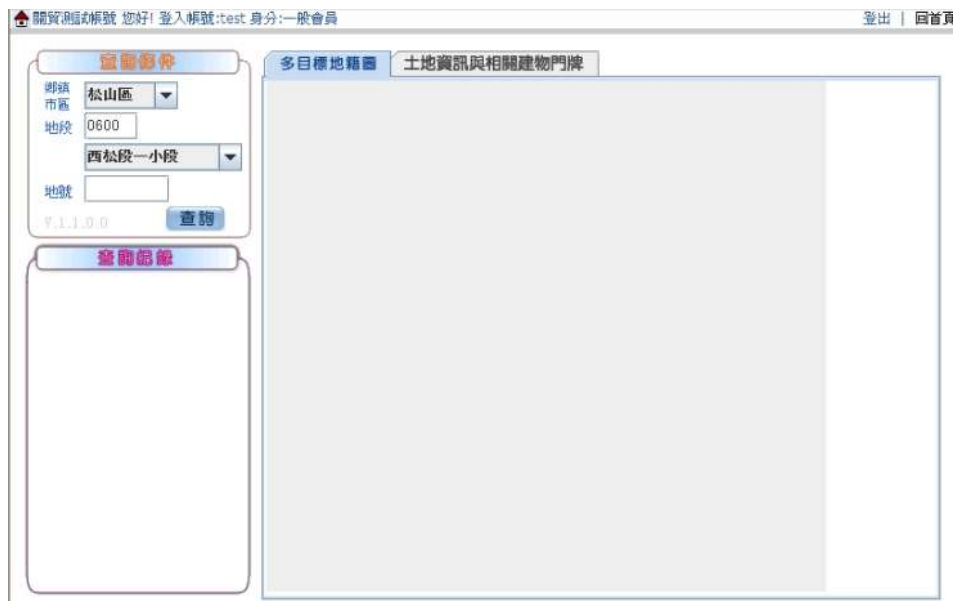 關貿測試帳號 您好! 登入帳號:test 身分:一般會員
登出 | 回首頁
查詢條件
鄉鎮市區
松山區
地段
0600
西松段一小段
地號
V.1.1.0.0
查詢
查詢紀錄
多目標地籍圖
土地資訊與相關建物門牌